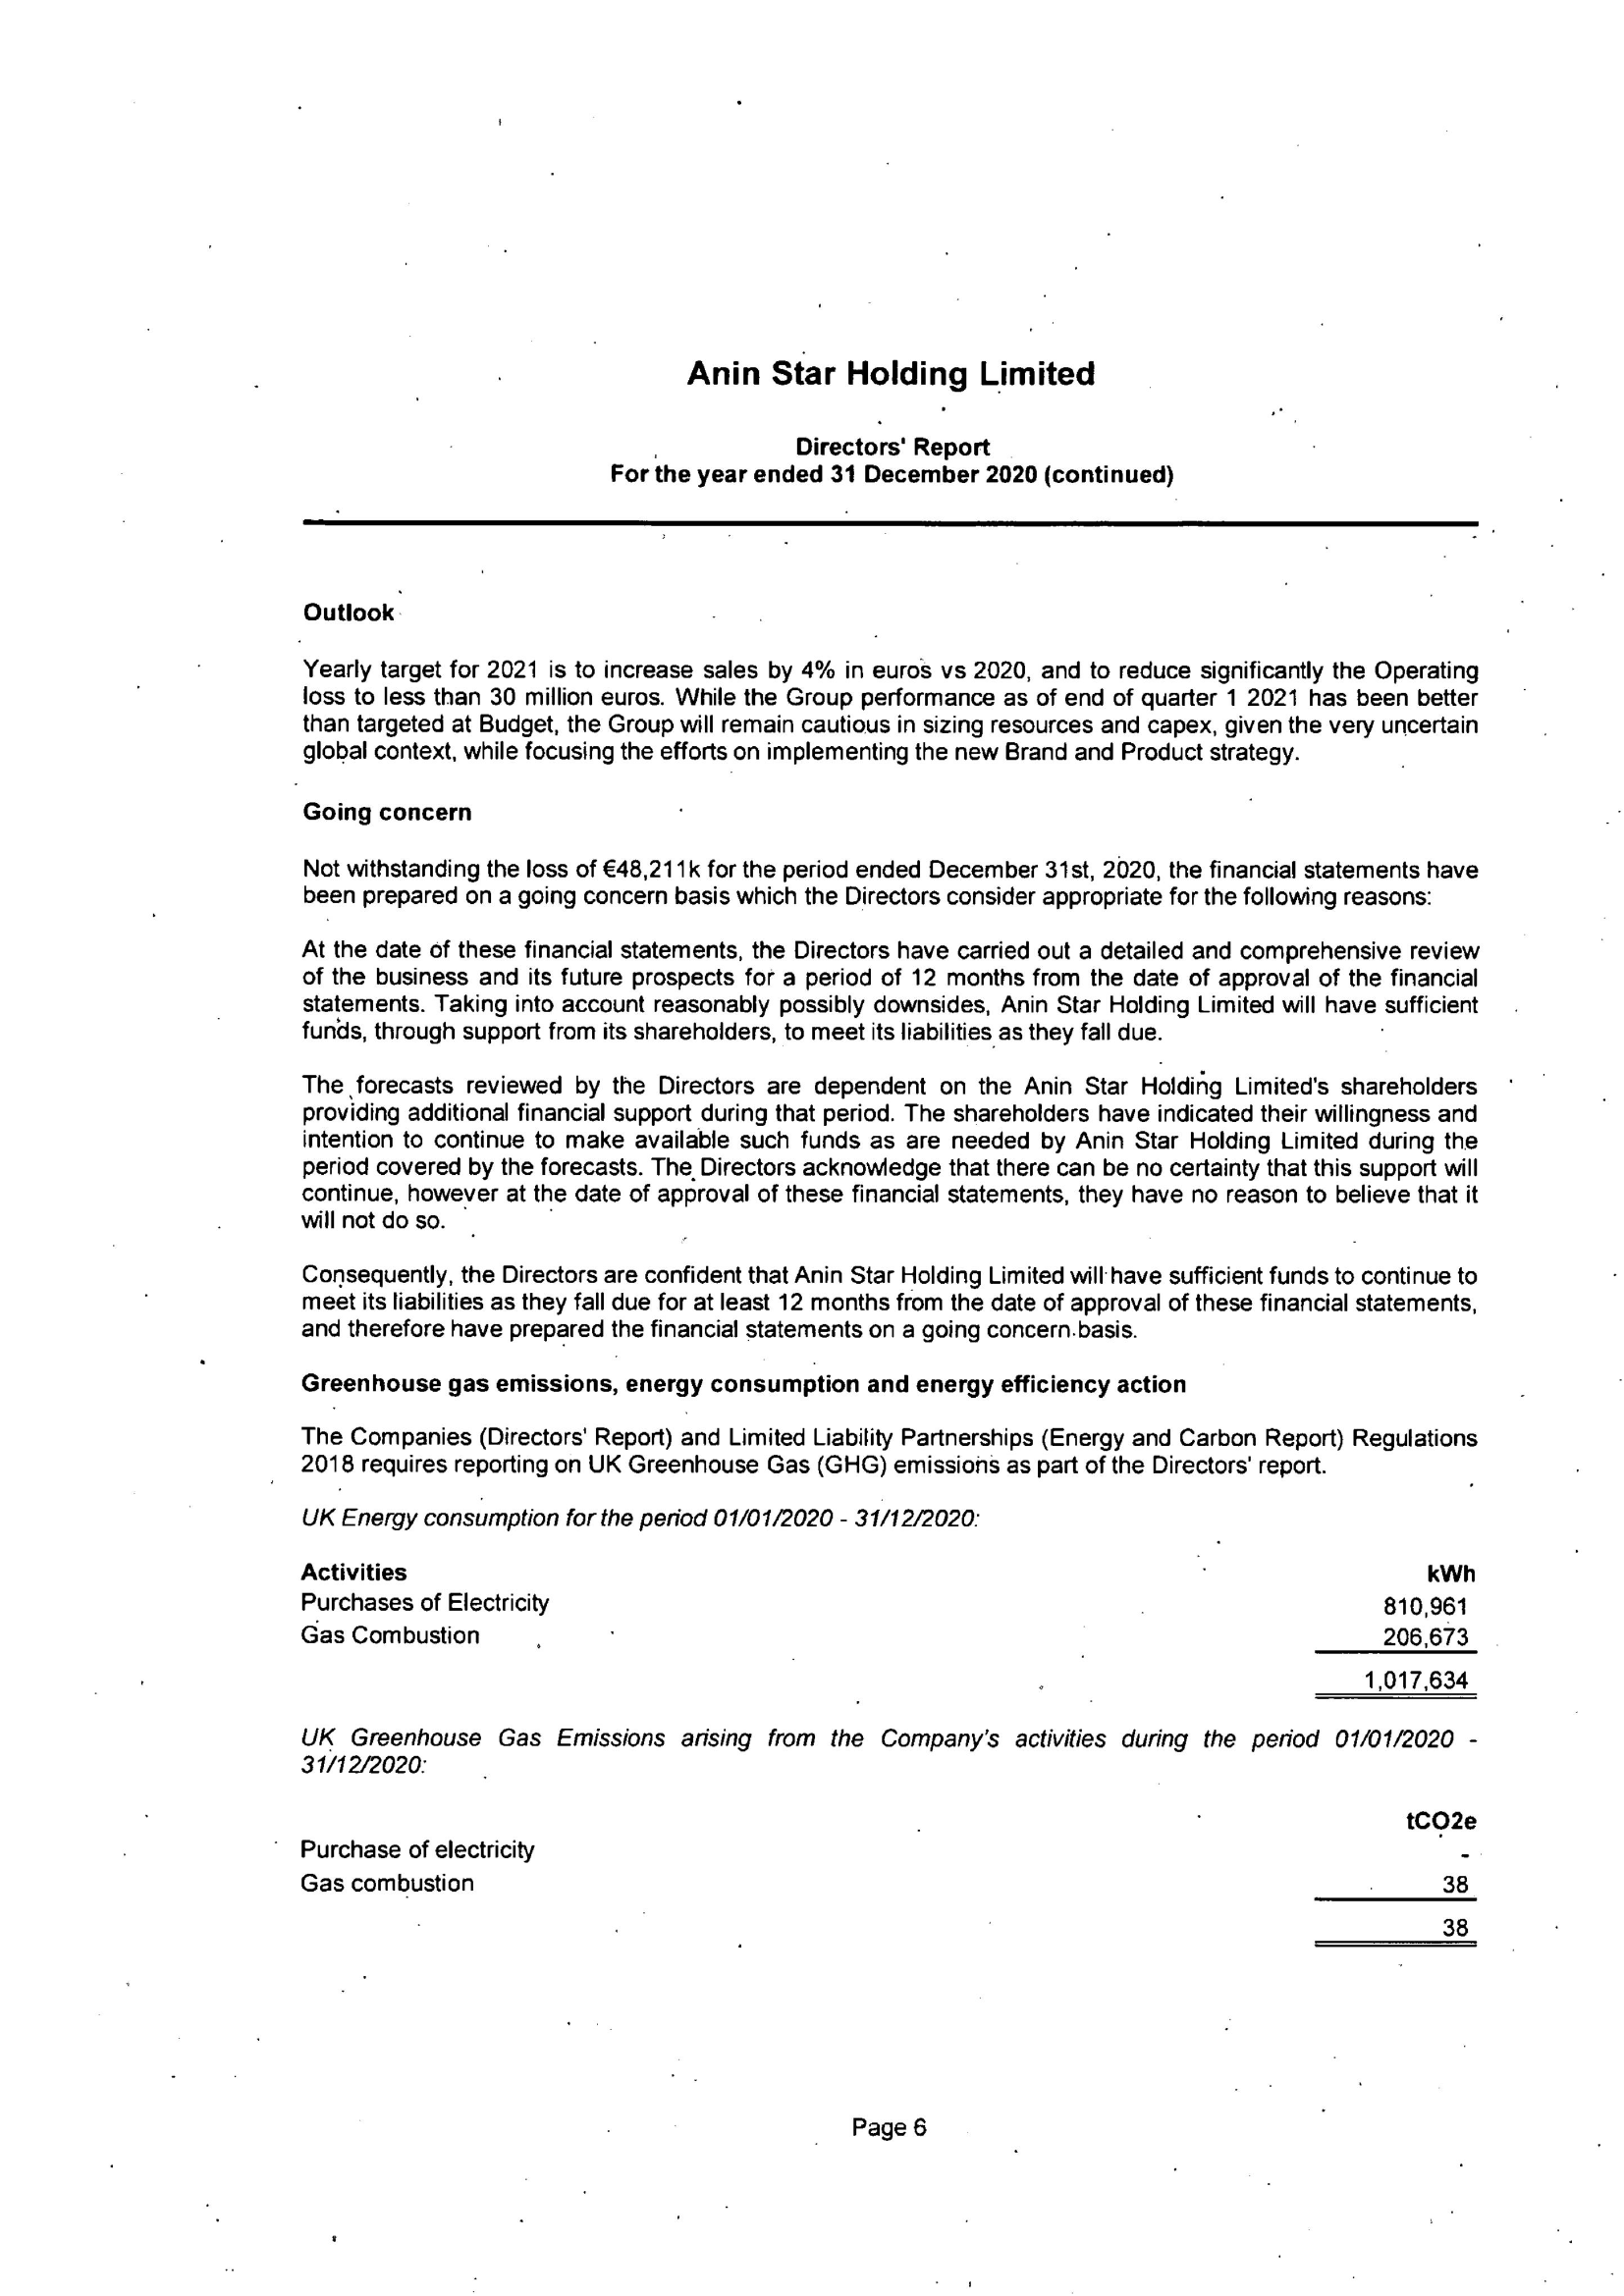 Anin Star Holding Limited
Directors' Report
For the year ended 31 December 2020 (continued)
Outlook
Yearly target for 2021 is to increase sales by 4% in euros vs 2020, and to reduce significantly the Operating
loss to less than 30 million euros. While the Group performance as of end of quarter 1 2021 has been better
than targeted at Budget, the Group will remain cautious in sizing resources and capex, given the very uncertain
global context, while focusing the efforts on implementing the new Brand and Product strategy.
Going concern
Not withstanding the loss of €48,211k for the period ended December 31st, 2020, the financial statements have
been prepared on a going concern basis which the Directors consider appropriate for the following reasons:
At the date of these financial statements, the Directors have carried out a detailed and comprehensive review
of the business and its future prospects for a period of 12 months from the date of approval of the financial
statements. Taking into account reasonably possibly downsides, Anin Star Holding Limited will have sufficient
funds, through support from its shareholders, to meet its liabilities as they fall due.
The forecasts reviewed by the Directors are dependent on the Anin Star Holding Limited's shareholders
providing additional financial support during that period. The shareholders have indicated their willingness and
intention to continue to make available such funds as are needed by Anin Star Holding Limited during the
period covered by the forecasts. The Directors acknowledge that there can be no certainty that this support will
continue, however at the date of approval of these financial statements, they have no reason to believe that it
will not do so.
Consequently, the Directors are confident that Anin Star Holding Limited will have sufficient funds to continue to
meet its liabilities as they fall due for at least 12 months from the date of approval of these financial statements,
and therefore have prepared the financial statements on a going concern basis.
Greenhouse gas emissions, energy consumption and energy efficiency action
The Companies (Directors' Report) and Limited Liability Partnerships (Energy and Carbon Report) Regulations
2018 requires reporting on UK Greenhouse Gas (GHG) emissions as part of the Directors' report.
UK Energy consumption for the period 01/01/2020 - 31/12/2020:
Activities kWh
Purchases of Electricity 810,961
Gas Combustion 206,673
1,017,634
UK Greenhouse Gas Emissions arising from the Company's activities during the period 01/01/2020 -
31/12/2020:
tCO2e
Purchase of electricity -
Gas combustion 38
38
Page 6